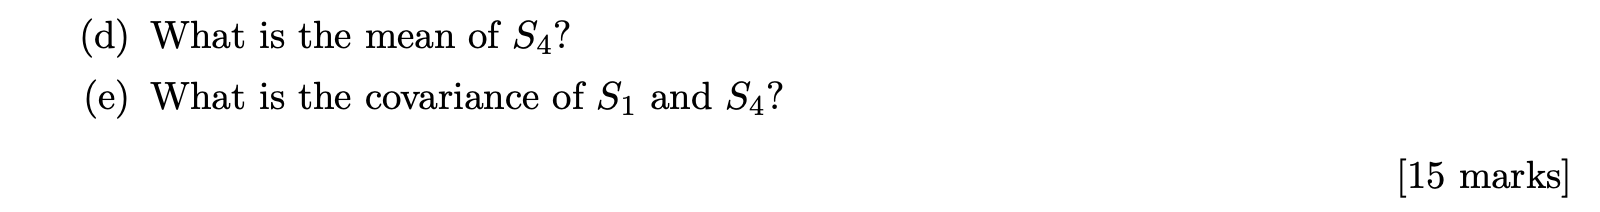 (d) What is the mean of S₄?
(e) What is the covariance of S₁ and S₄?
[15 marks]